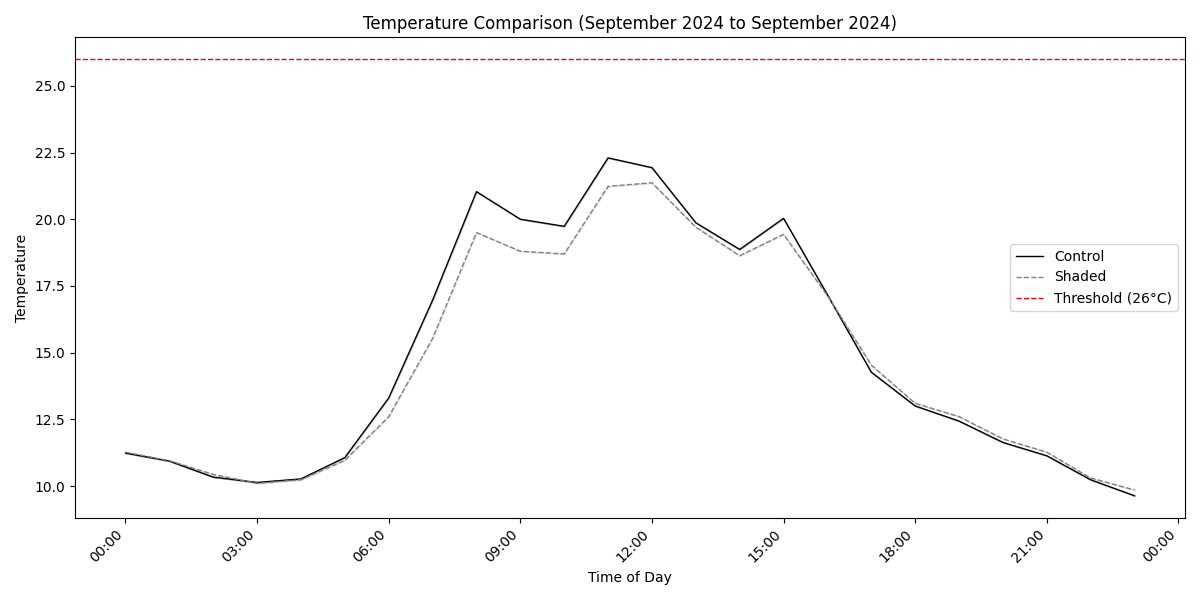 Temperature Comparison (September 2024 to September 2024)
25.0
22.5
20.0
17.5
15.0
12.5
10.0
Temperature
Control
Shaded
Threshold (26°C)
00:00
03:00
06:00
09:00
12:00
15:00
18:00
21:00
00:00
Time of Day